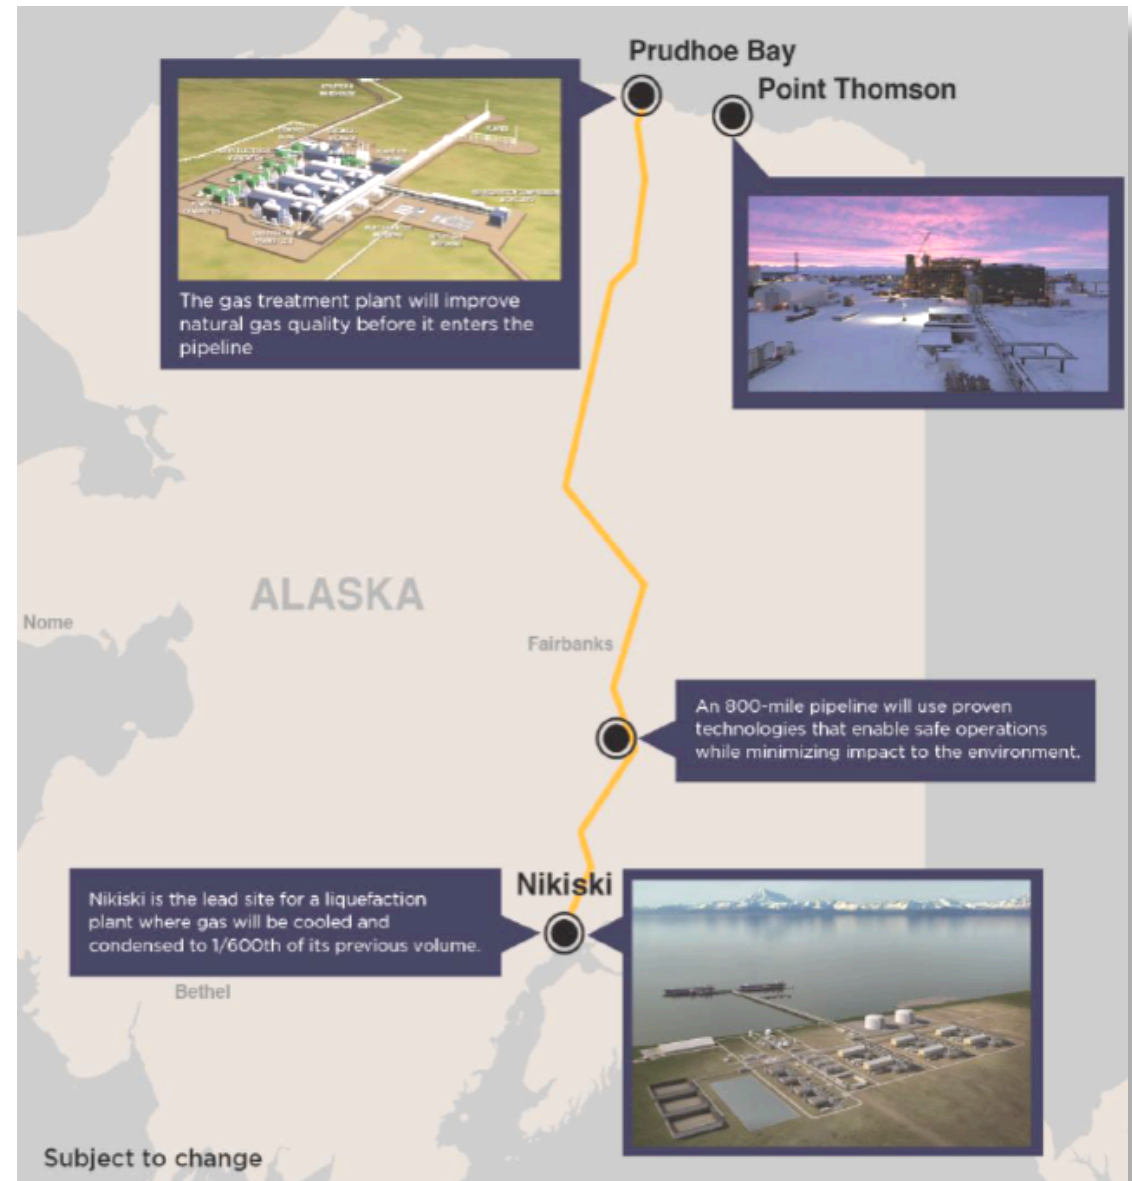 Prudhoe Bay
Point Thomson
The gas treatment plant will improve
natural gas quality before it enters the
pipeline
ALASKA
Nome
Fairbanks
An 800-mile pipeline will use proven
technologies that enable safe operations
while minimizing impact to the environment.
Nikiski
Nikiski is the lead site for a liquefaction
plant where gas will be cooled and
condensed to 1/600th of its previous volume.
Bethel
Subject to change